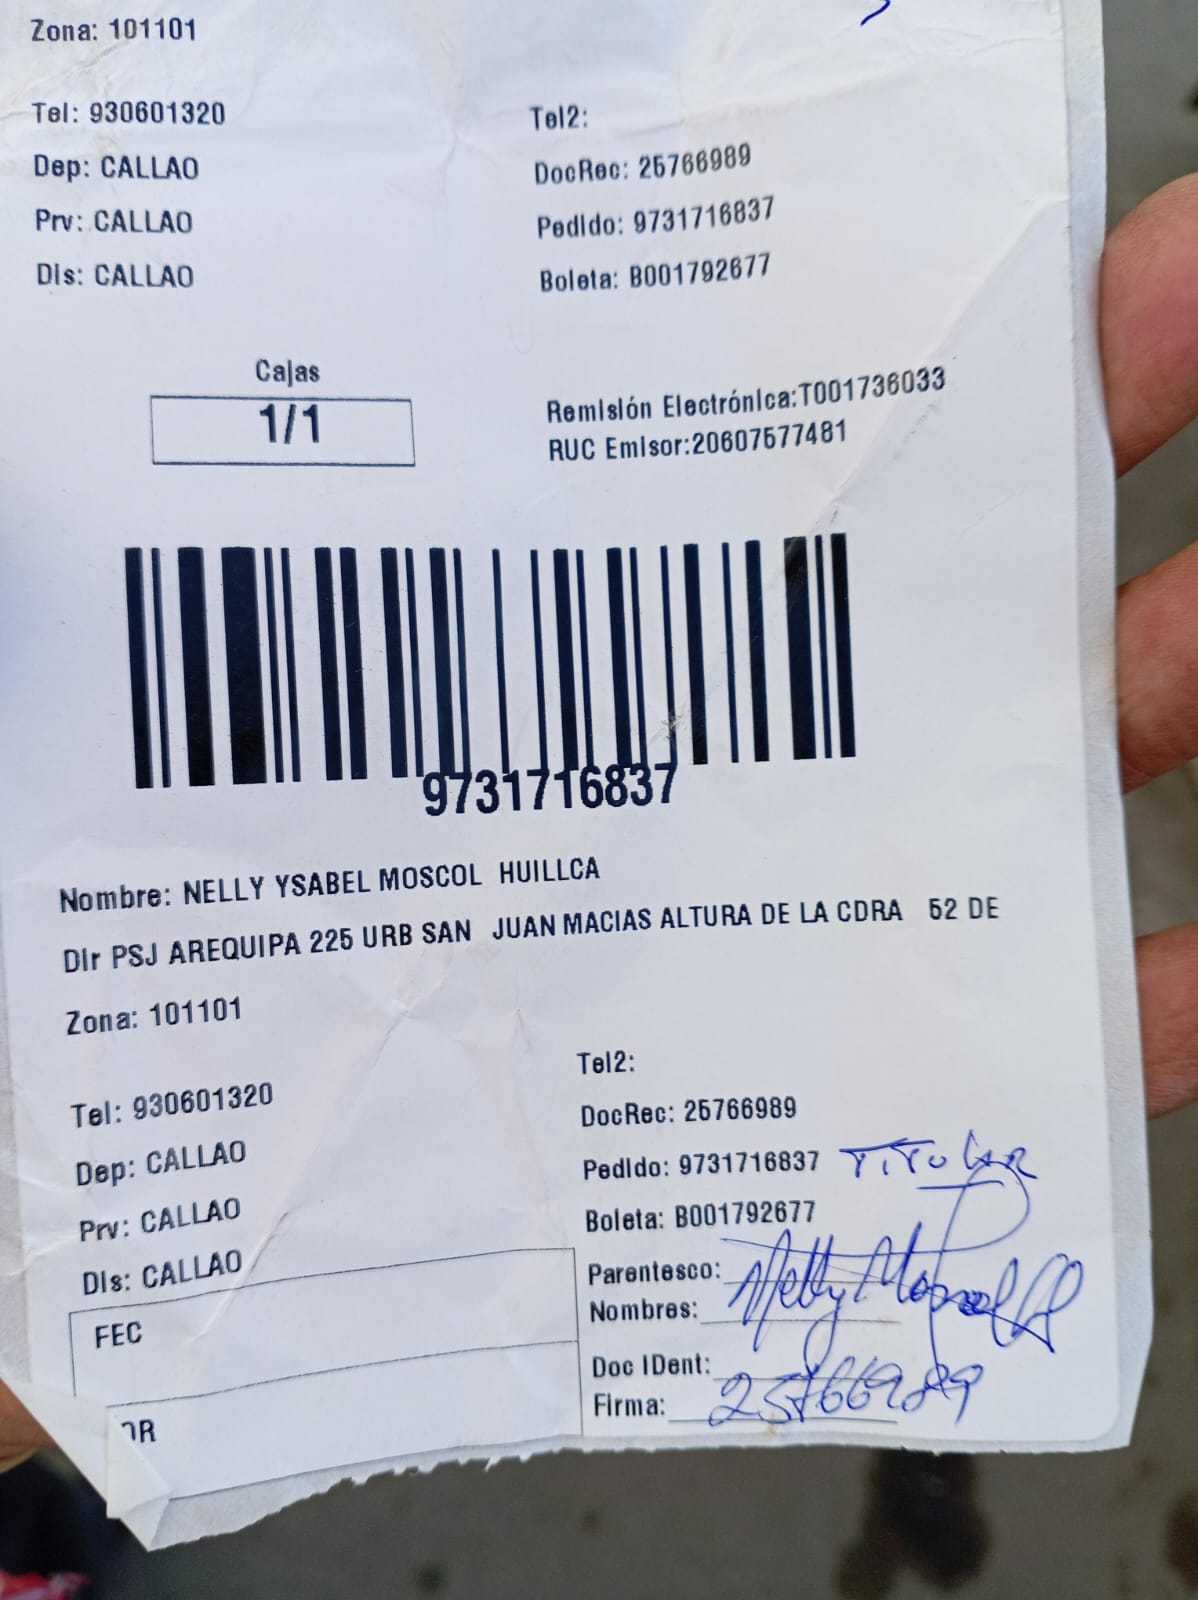 Zona: 101101
Tel: 930601320
Tel2:
Dep: CALLAO
DocRec: 25766989
Prv: CALLAO
Pedido: 9731716837
Dis: CALLAO
Boleta: B001792677
Cajas
1/1
Remisión Electrónica:T001736033
RUC Emisor:20607577481
9731716837
Nombre: NELLY YSABEL MOSCOL HUILLCA
Dir PSJ AREQUIPA 225 URB SAN JUAN MACIAS ALTURA DE LA CDRA 52 DE
Zona: 101101
Tel2:
Tel: 930601320
DocRec: 25766989
Dep: CALLAO
Pedido: 9731716837 TiTuLAR
Prv: CALLAO
Boleta: B001792677
Dis: CALLAO
Parentesco:
Nombres: Nelly Moscol H
FEC
Doc IDent:
Firma: 25766989
OR